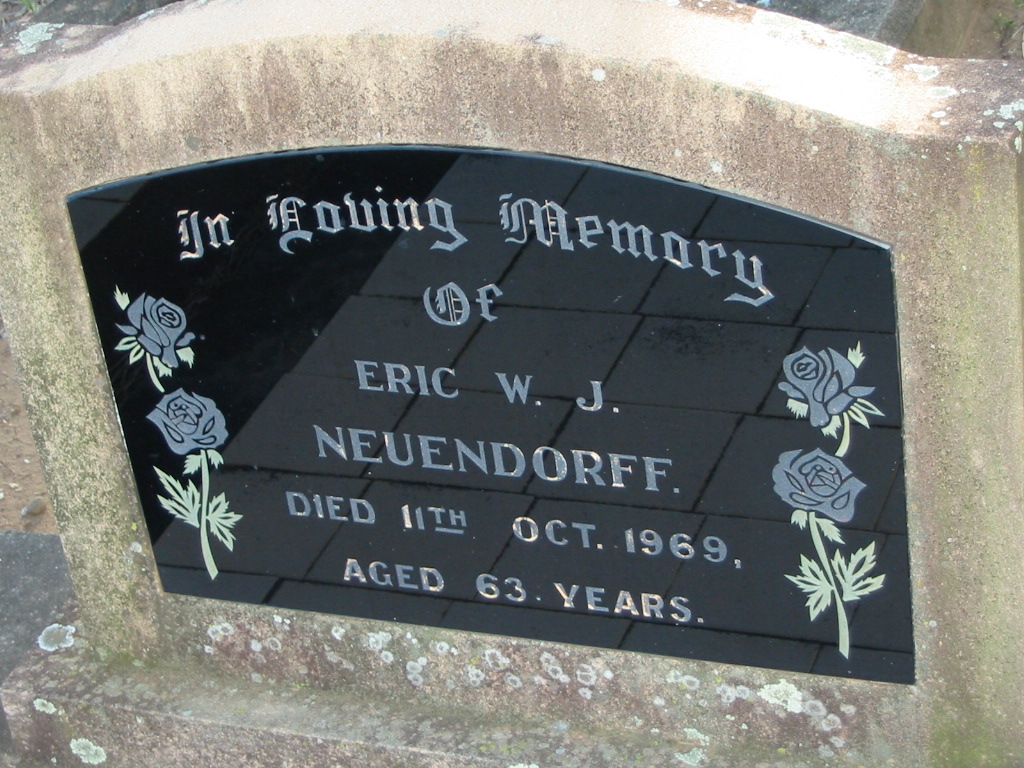 In Loving Memory
Of
ERIC W. J.
NEUENDORFF.
DIED 11TH OCT. 1969,
AGED 63 YEARS.